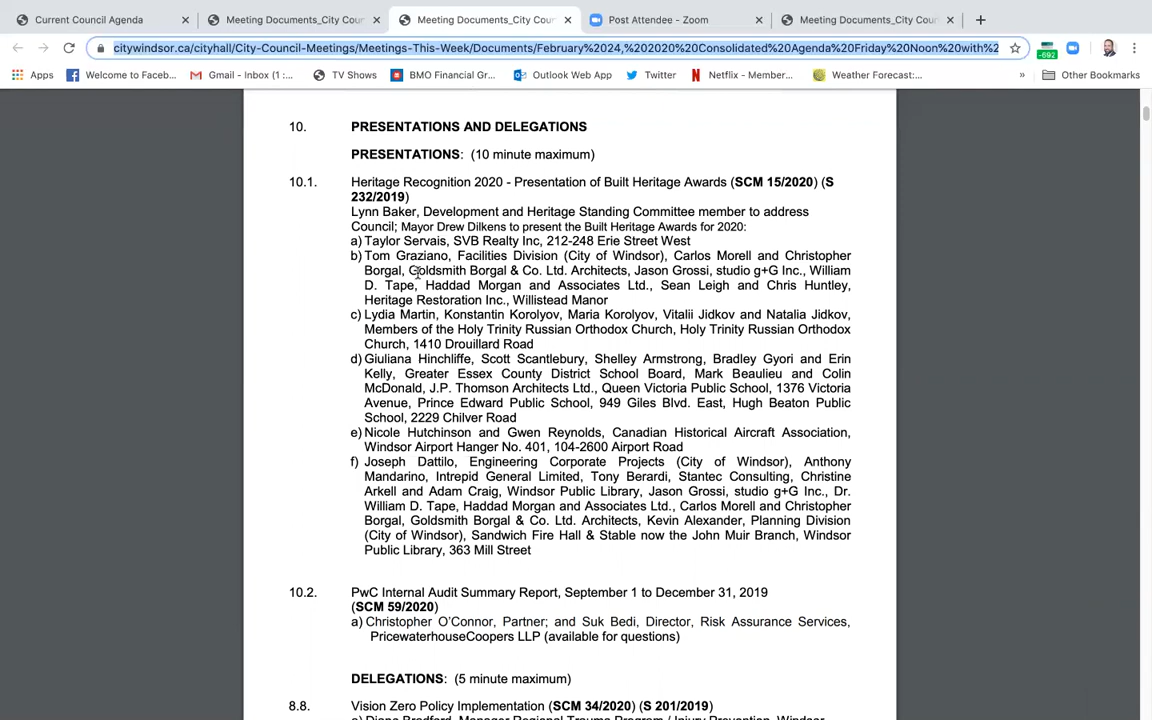 Current Council Agenda
Meeting Documents_City Cour
Meeting Documents_City Cour
Post Attendee - Zoom
Meeting Documents_City Coun
citywindsor.ca/cityhall/City-Council-Meetings/Meetings-This-Week/Documents/February%2024,%202020%20Consolidated%20Agenda%20Friday%20Noon%20with%2
-692
Apps
Welcome to Faceb...
Gmail - Inbox (1 :...
TV Shows
BMO Financial Gr...
Outlook Web App
Twitter
Netflix - Member...
Weather Forecast:...
»
Other Bookmarks
10. PRESENTATIONS AND DELEGATIONS
PRESENTATIONS: (10 minute maximum)
10.1. Heritage Recognition 2020 - Presentation of Built Heritage Awards (SCM 15/2020) (S
232/2019)
Lynn Baker, Development and Heritage Standing Committee member to address
Council; Mayor Drew Dilkens to present the Built Heritage Awards for 2020:
a) Taylor Servais, SVB Realty Inc, 212-248 Erie Street West
b) Tom Graziano, Facilities Division (City of Windsor), Carlos Morell and Christopher
Borgal, Goldsmith Borgal & Co. Ltd. Architects, Jason Grossi, studio g+G Inc., William
D. Tape, Haddad Morgan and Associates Ltd., Sean Leigh and Chris Huntley,
Heritage Restoration Inc., Willistead Manor
c) Lydia Martin, Konstantin Korolyov, Maria Korolyov, Vitalii Jidkov and Natalia Jidkov,
Members of the Holy Trinity Russian Orthodox Church, Holy Trinity Russian Orthodox
Church, 1410 Drouillard Road
d) Giuliana Hinchliffe, Scott Scantlebury, Shelley Armstrong, Bradley Gyori and Erin
Kelly, Greater Essex County District School Board, Mark Beaulieu and Colin
McDonald, J.P. Thomson Architects Ltd., Queen Victoria Public School, 1376 Victoria
Avenue, Prince Edward Public School, 949 Giles Blvd. East, Hugh Beaton Public
School, 2229 Chilver Road
e) Nicole Hutchinson and Gwen Reynolds, Canadian Historical Aircraft Association,
Windsor Airport Hanger No. 401, 104-2600 Airport Road
f) Joseph Dattilo, Engineering Corporate Projects (City of Windsor), Anthony
Mandarino, Intrepid General Limited, Tony Berardi, Stantec Consulting, Christine
Arkell and Adam Craig, Windsor Public Library, Jason Grossi, studio g+G Inc., Dr.
William D. Tape, Haddad Morgan and Associates Ltd., Carlos Morell and Christopher
Borgal, Goldsmith Borgal & Co. Ltd. Architects, Kevin Alexander, Planning Division
(City of Windsor), Sandwich Fire Hall & Stable now the John Muir Branch, Windsor
Public Library, 363 Mill Street
10.2. PwC Internal Audit Summary Report, September 1 to December 31, 2019
(SCM 59/2020)
a) Christopher O'Connor, Partner; and Suk Bedi, Director, Risk Assurance Services,
PricewaterhouseCoopers LLP (available for questions)
DELEGATIONS: (5 minute maximum)
8.8. Vision Zero Policy Implementation (SCM 34/2020) (S 201/2019)
a) Diane Bradford, Manager Regional Trauma Program / Injury Prevention, Windsor